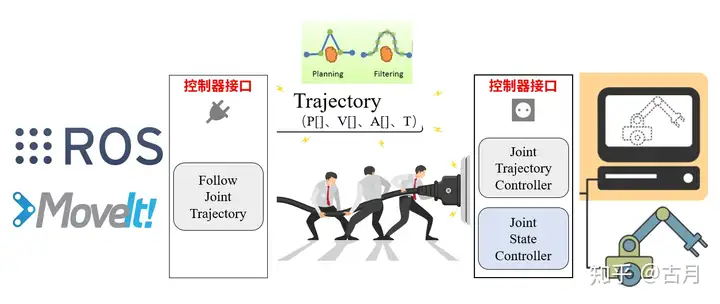 ROS
MoveIt!
控制器接口
Follow
Joint
Trajectory
Planning
Filtering
Trajectory
(P[]、V[]、A[]、T)
控制器接口
Joint
Trajectory
Controller
Joint
State
Controller
知乎 @古月